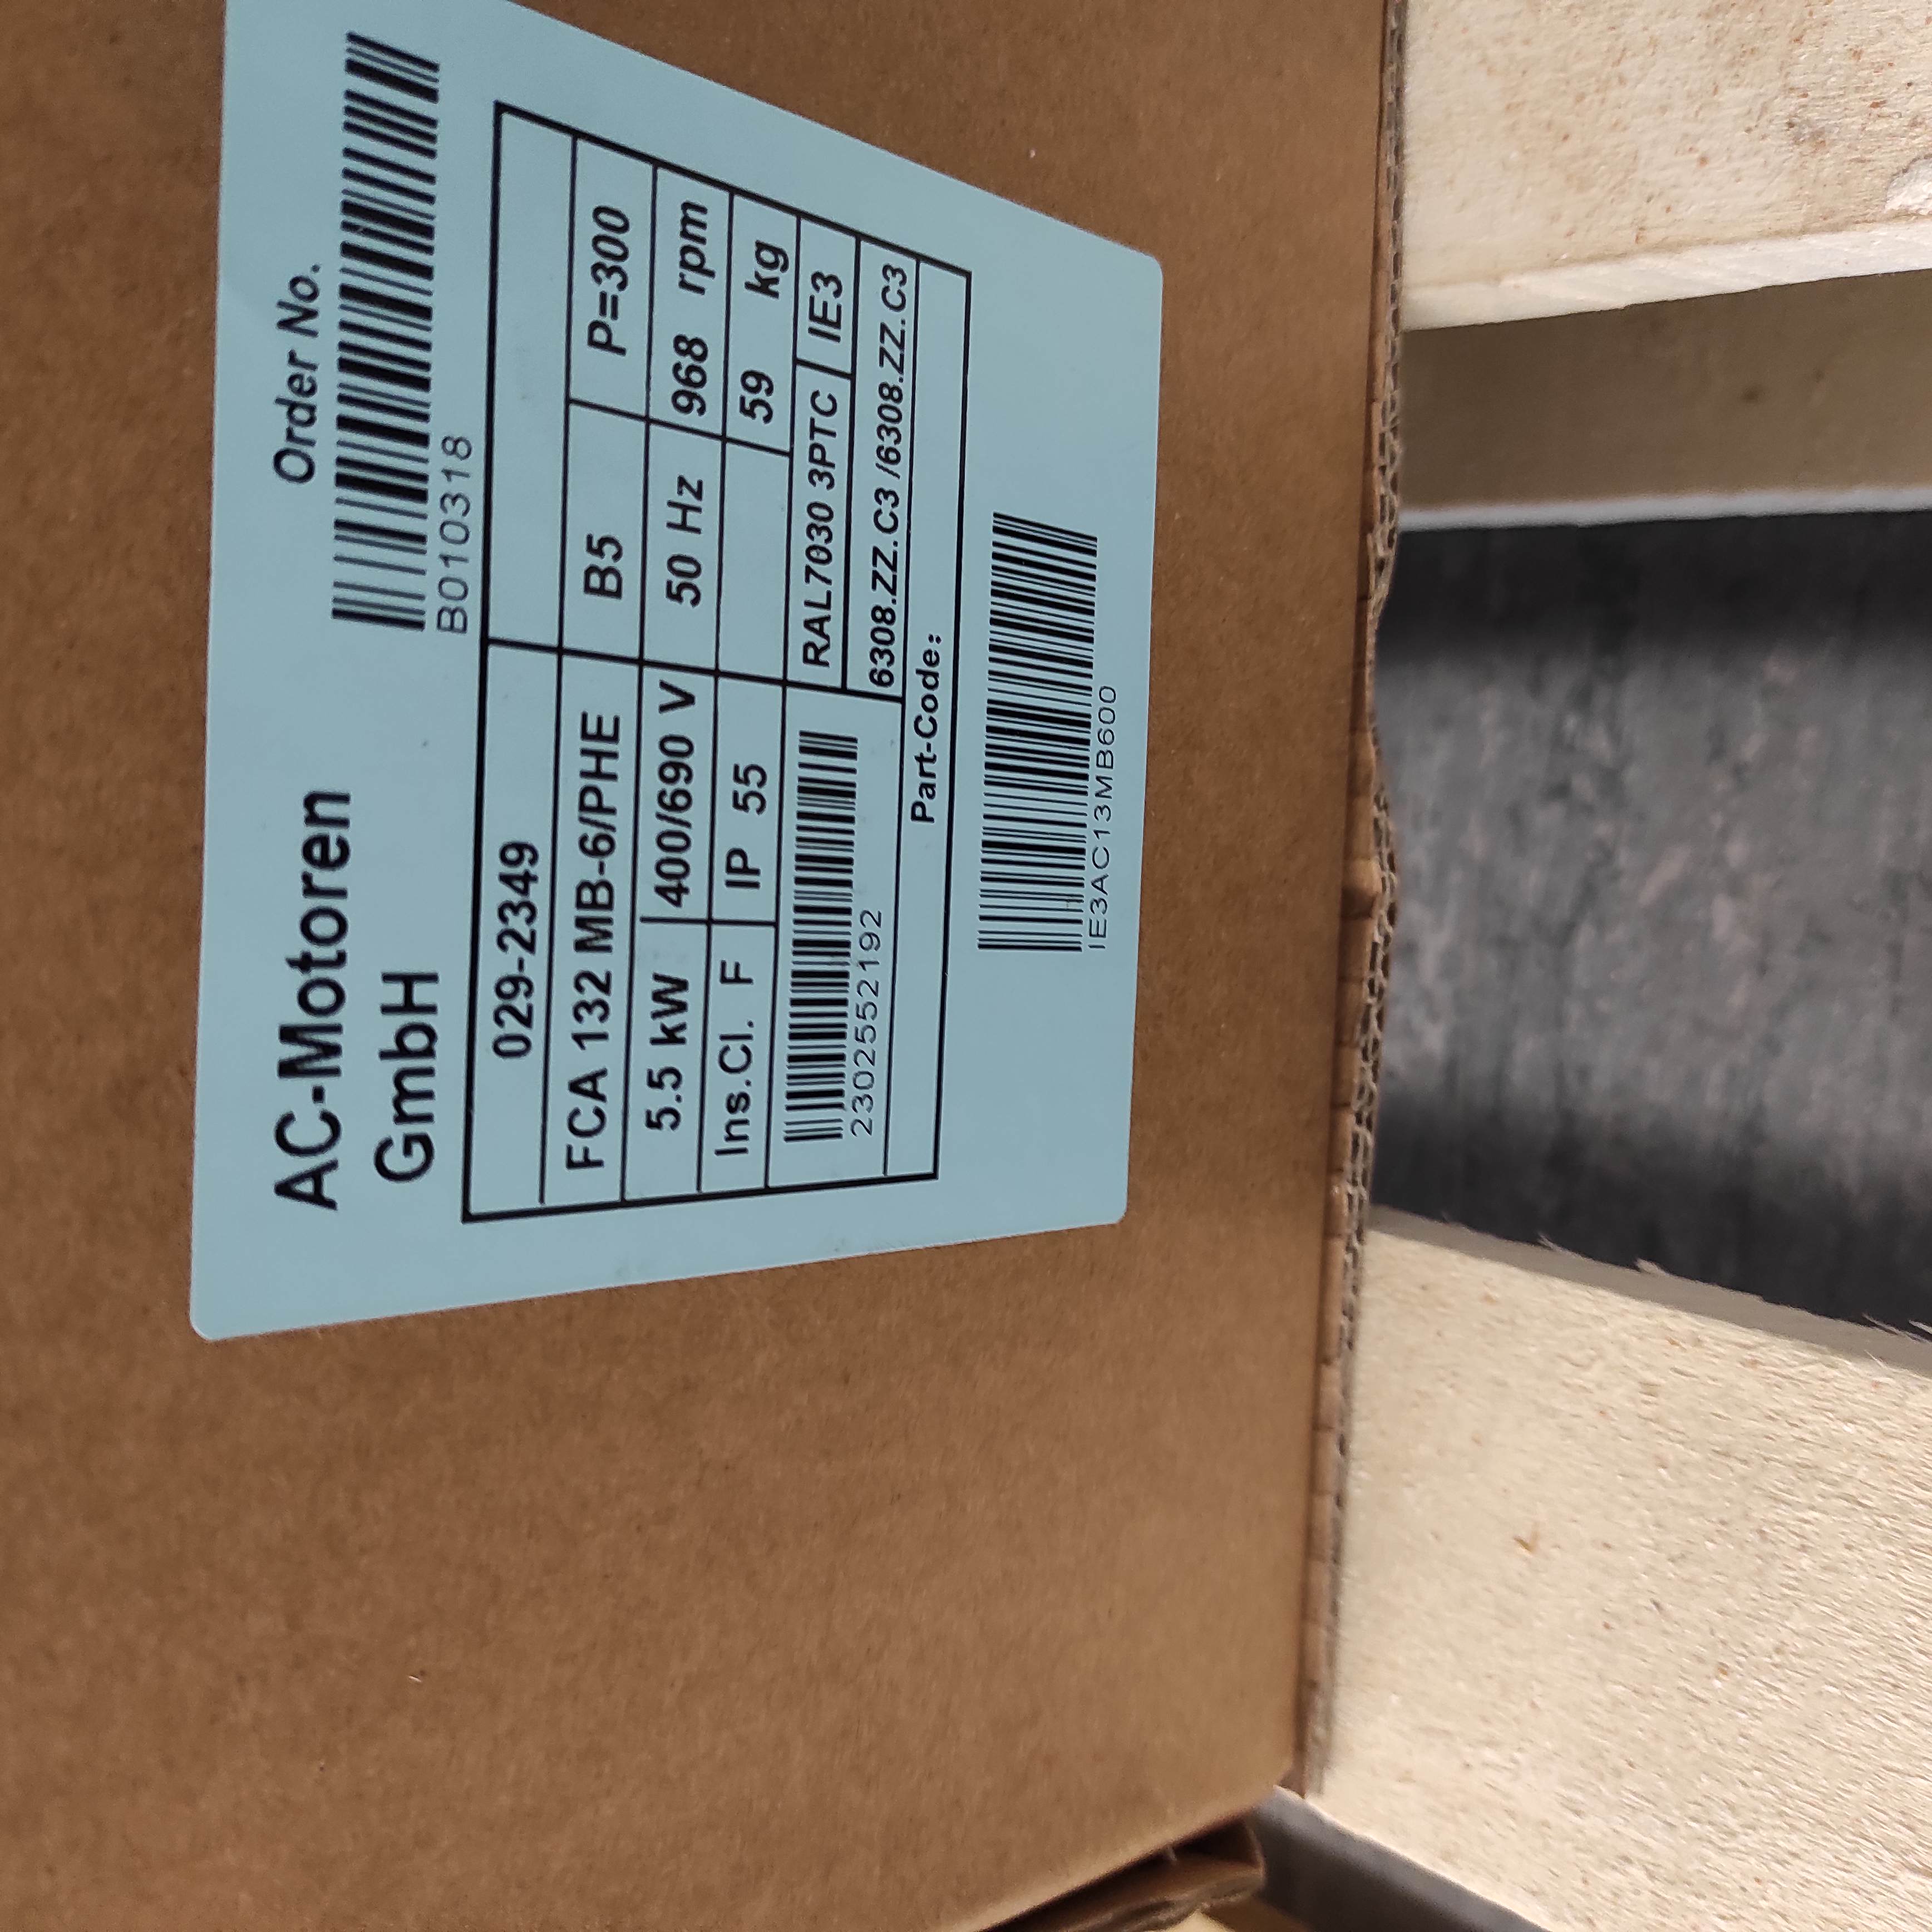 AC-Motoren
GmbH
Order No.
B010318
029-2349
FCA 132 MB-6/PHE B5 P=300
5.5 kW 400/690 V 50 Hz 968 rpm
Ins.Cl. F IP 55 59 kg
RAL7030 3PTC IE3
2302552192
6308.ZZ.C3 /6308.ZZ.C3
Part-Code:
IE3AC13MB600